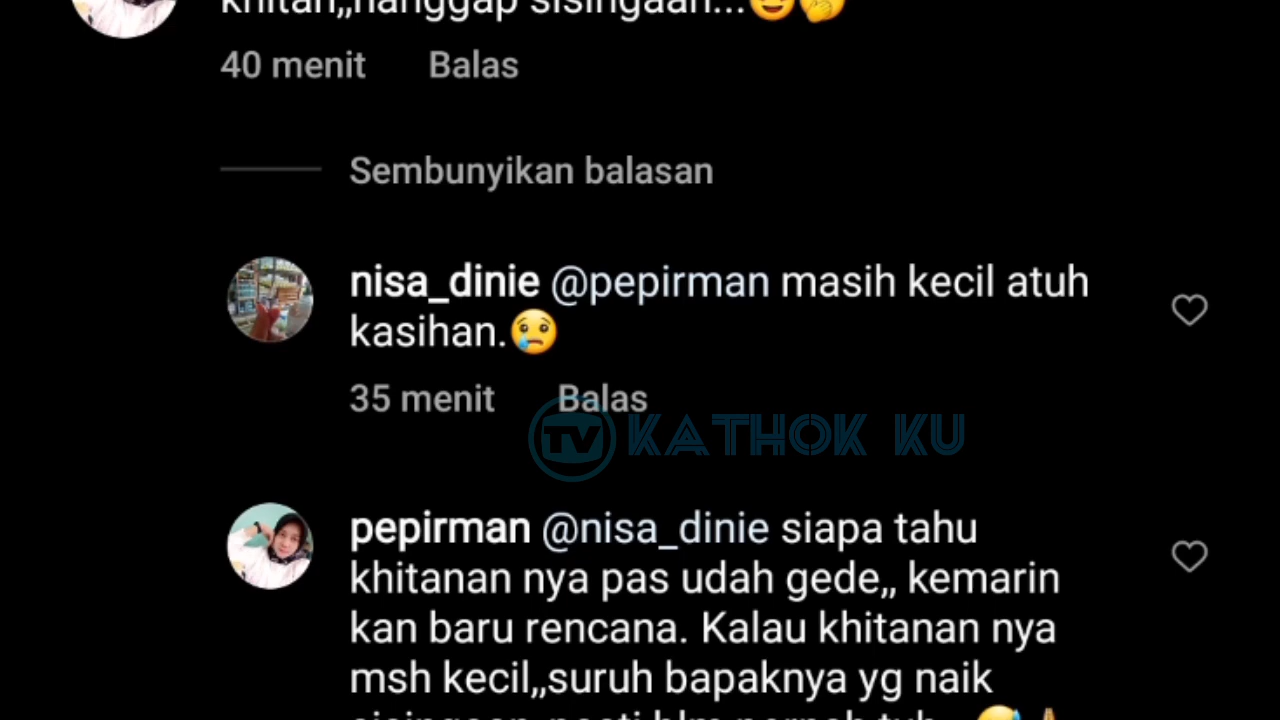 khitan,,nanggap sisingaan...😄🤭
40 menit Balas
Sembunyikan balasan
nisa_dinie @pepirman masih kecil atuh
kasihan.😢
35 menit Balas
TV KATHOK KU
pepirman @nisa_dinie siapa tahu
khitanan nya pas udah gede,, kemarin
kan baru rencana. Kalau khitanan nya
msh kecil,,suruh bapaknya yg naik